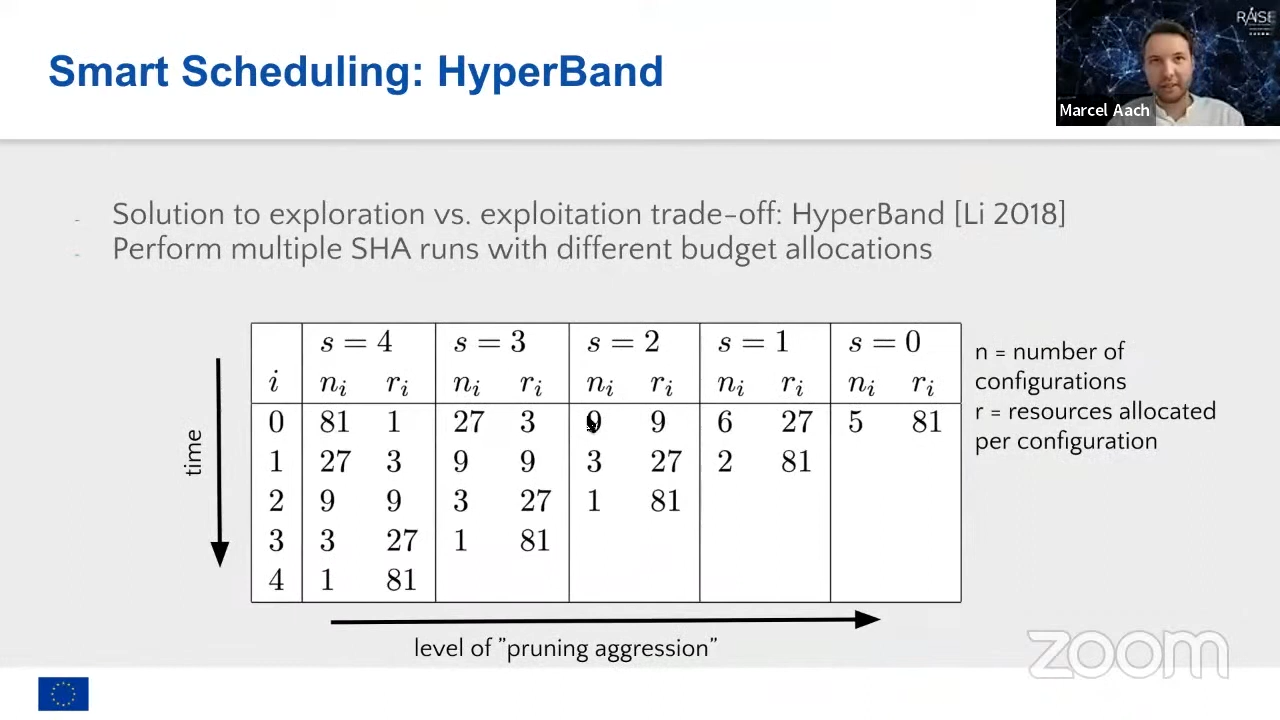 Smart Scheduling: HyperBand
RAISE
Marcel Aach
- Solution to exploration vs. exploitation trade-off: HyperBand [Li 2018]
- Perform multiple SHA runs with different budget allocations
s = 4 s = 3 s = 2 s = 1 s = 0
i n_i r_i n_i r_i n_i r_i n_i r_i n_i r_i
0 81 1 27 3 9 9 6 27 5 81
1 27 3 9 9 3 27 2 81
2 9 9 3 27 1 81
3 3 27 1 81
4 1 81
time
level of ”pruning aggression”
n = number of
configurations
r = resources allocated
per configuration
zoom